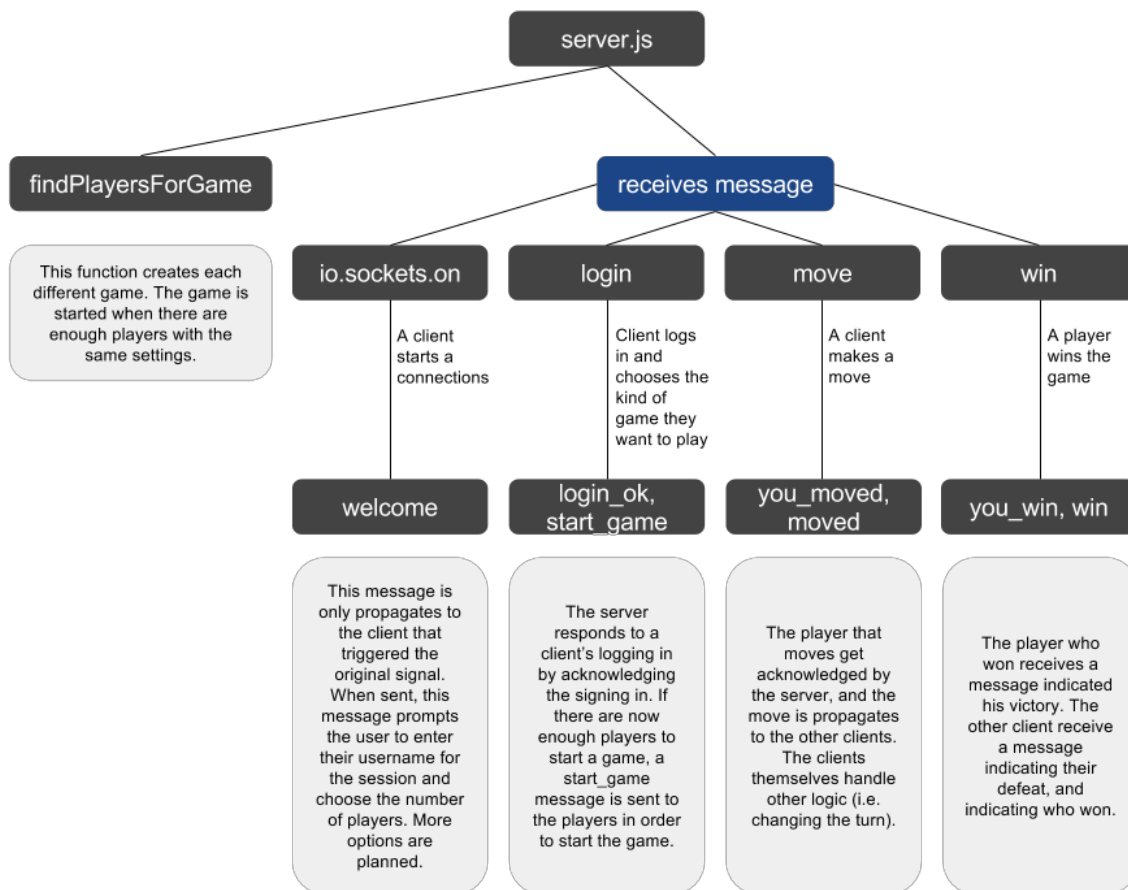 server.js
findPlayersForGame
receives message
This function creates each
different game. The game is
started when there are
enough players with the
same settings.
io.sockets.on
login
move
win
A client
starts a
connections
Client logs
in and
chooses the
kind of
game they
want to play
A client
makes a
move
A player
wins the
game
welcome
login_ok,
start_game
you_moved,
moved
you_win, win
This message is
only propagates to
the client that
triggered the
original signal.
When sent, this
message prompts
the user to enter
their username for
the session and
choose the number
of players. More
options are
planned.
The server
responds to a
client's logging in
by acknowledging
the signing in. If
there are now
enough players to
start a game, a
start_game
message is sent to
the players in order
to start the game.
The player that
moves get
acknowledged by
the server, and the
move is propagates
to the other clients.
The clients
themselves handle
other logic (i.e.
changing the turn).
The player who
won receives a
message indicated
his victory. The
other client receive
a message
indicating their
defeat, and
indicating who won.